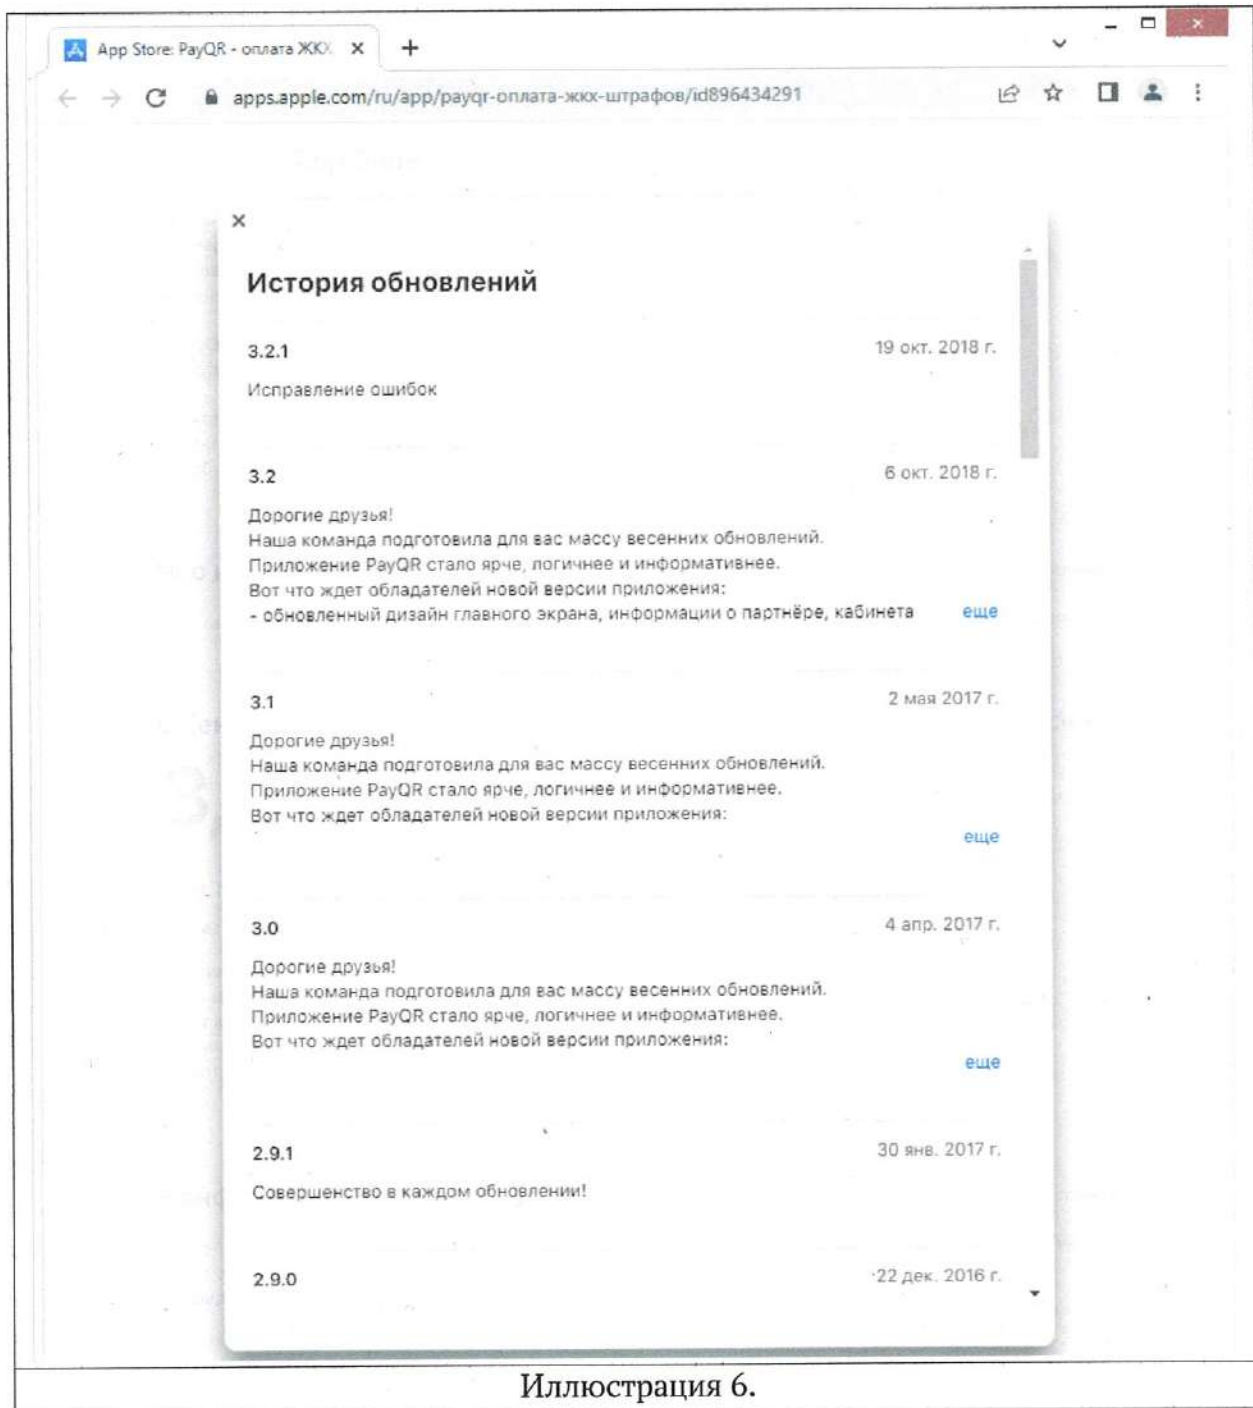 App Store: PayQR - оплата ЖКХ
apps.apple.com/ru/app/payqr-оплата-жкх-штрафов/id896434291
История обновлений
3.2.1 19 окт. 2018 г.
Исправление ошибок
3.2 6 окт. 2018 г.
Дорогие друзья!
Наша команда подготовила для вас массу весенних обновлений.
Приложение PayQR стало ярче, логичнее и информативнее.
Вот что ждет обладателей новой версии приложения:
- обновленный дизайн главного экрана, информации о партнёре, кабинета еще
3.1 2 мая 2017 г.
Дорогие друзья!
Наша команда подготовила для вас массу весенних обновлений.
Приложение PayQR стало ярче, логичнее и информативнее.
Вот что ждет обладателей новой версии приложения:
еще
3.0 4 апр. 2017 г.
Дорогие друзья!
Наша команда подготовила для вас массу весенних обновлений.
Приложение PayQR стало ярче, логичнее и информативнее.
Вот что ждет обладателей новой версии приложения:
еще
2.9.1 30 янв. 2017 г.
Совершенство в каждом обновлении!
2.9.0 22 дек. 2016 г.
Иллюстрация 6.